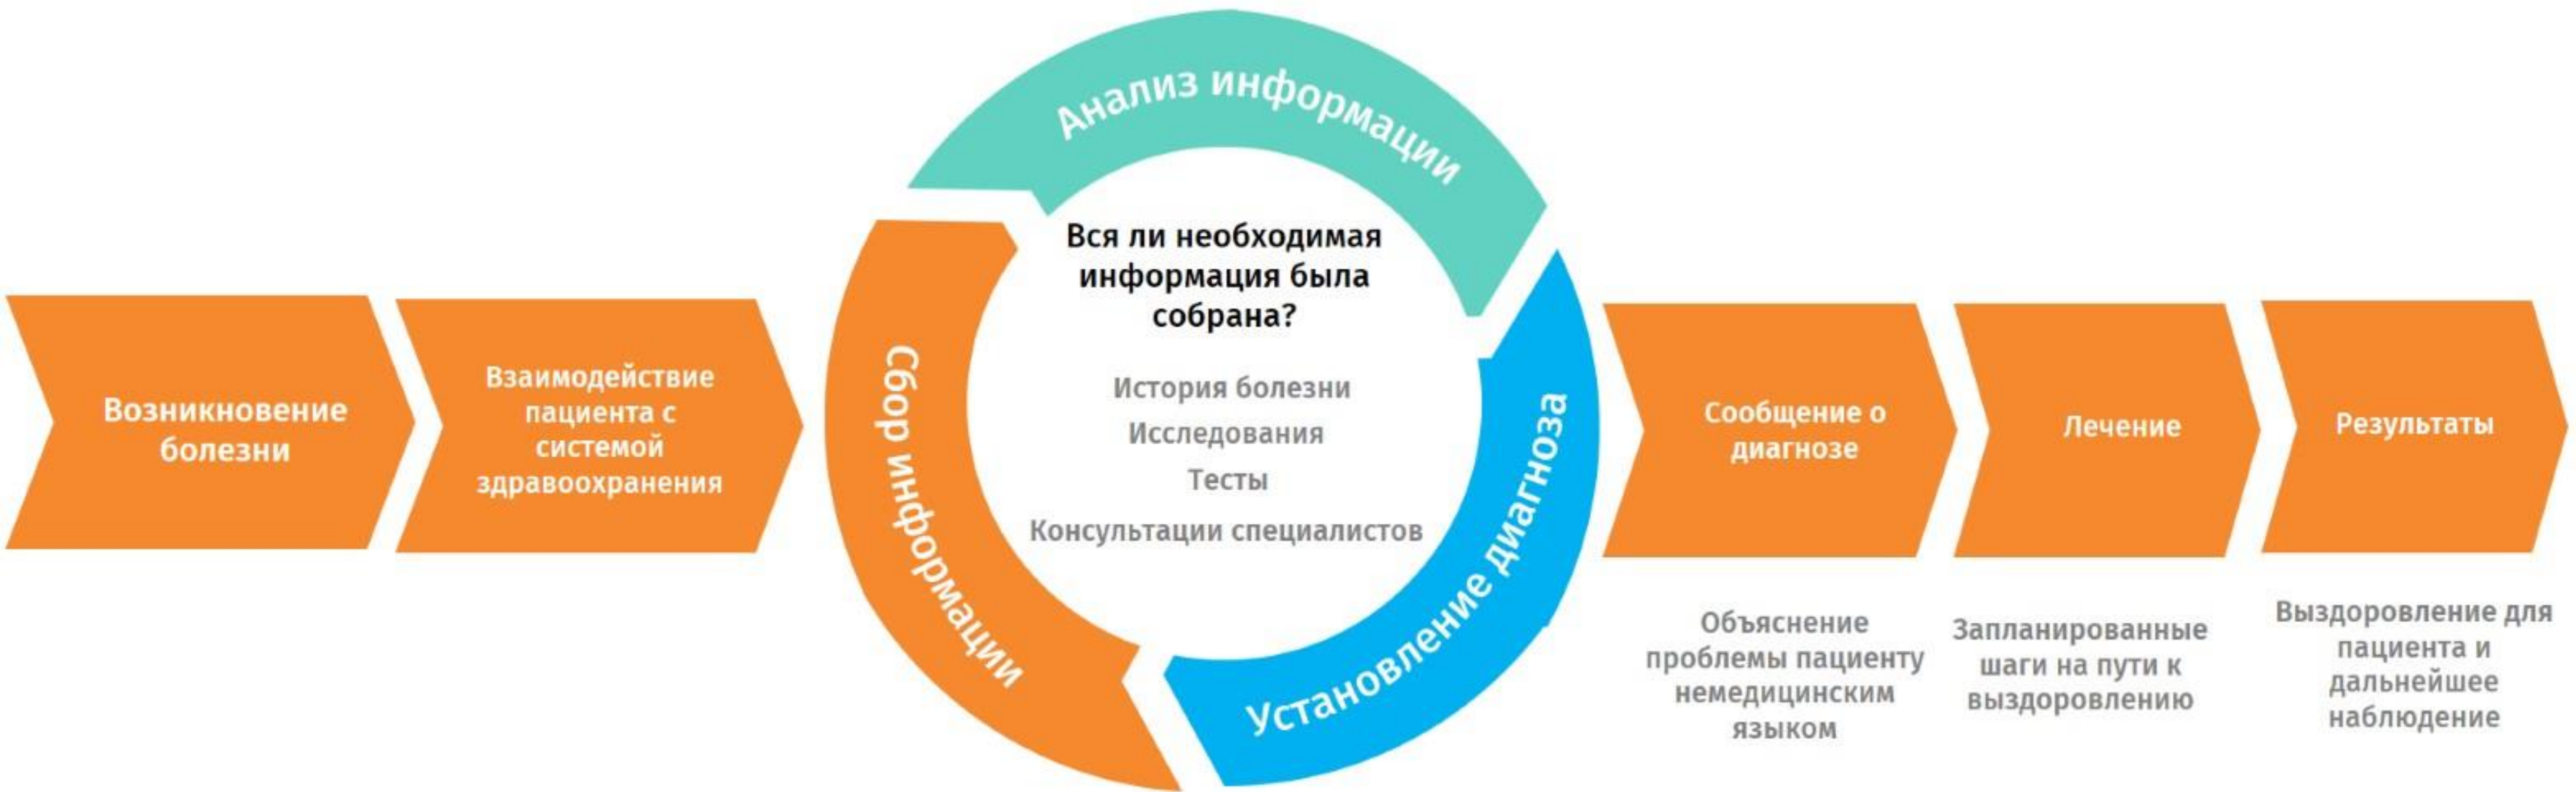 Возникновение
болезни
Взаимодействие
пациента с
системой
здравоохранения
Сбор информации
Анализ информации
Установление диагноза
Вся ли необходимая
информация была
собрана?
История болезни
Исследования
Тесты
Консультации специалистов
Сообщение о
диагнозе
Объяснение
проблемы пациенту
немедицинским
языком
Лечение
Запланированные
шаги на пути к
выздоровлению
Результаты
Выздоровление для
пациента и
дальнейшее
наблюдение